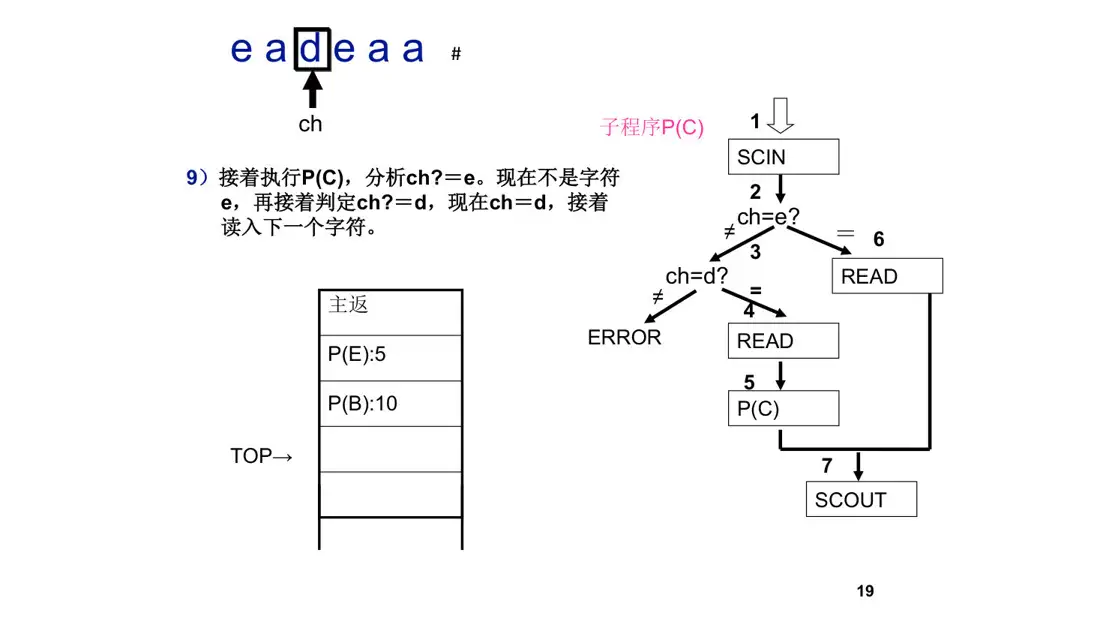 e a d e a a #
ch
9）接着执行P(C)，分析ch?＝e。现在不是字符
e，再接着判定ch?＝d，现在ch＝d，接着
读入下一个字符。
主返
P(E):5
P(B):10
TOP→
子程序P(C)
1
SCIN
2
ch=e?
≠
3
＝
6
ch=d?
READ
≠
=
4
ERROR
READ
5
P(C)
7
SCOUT
19